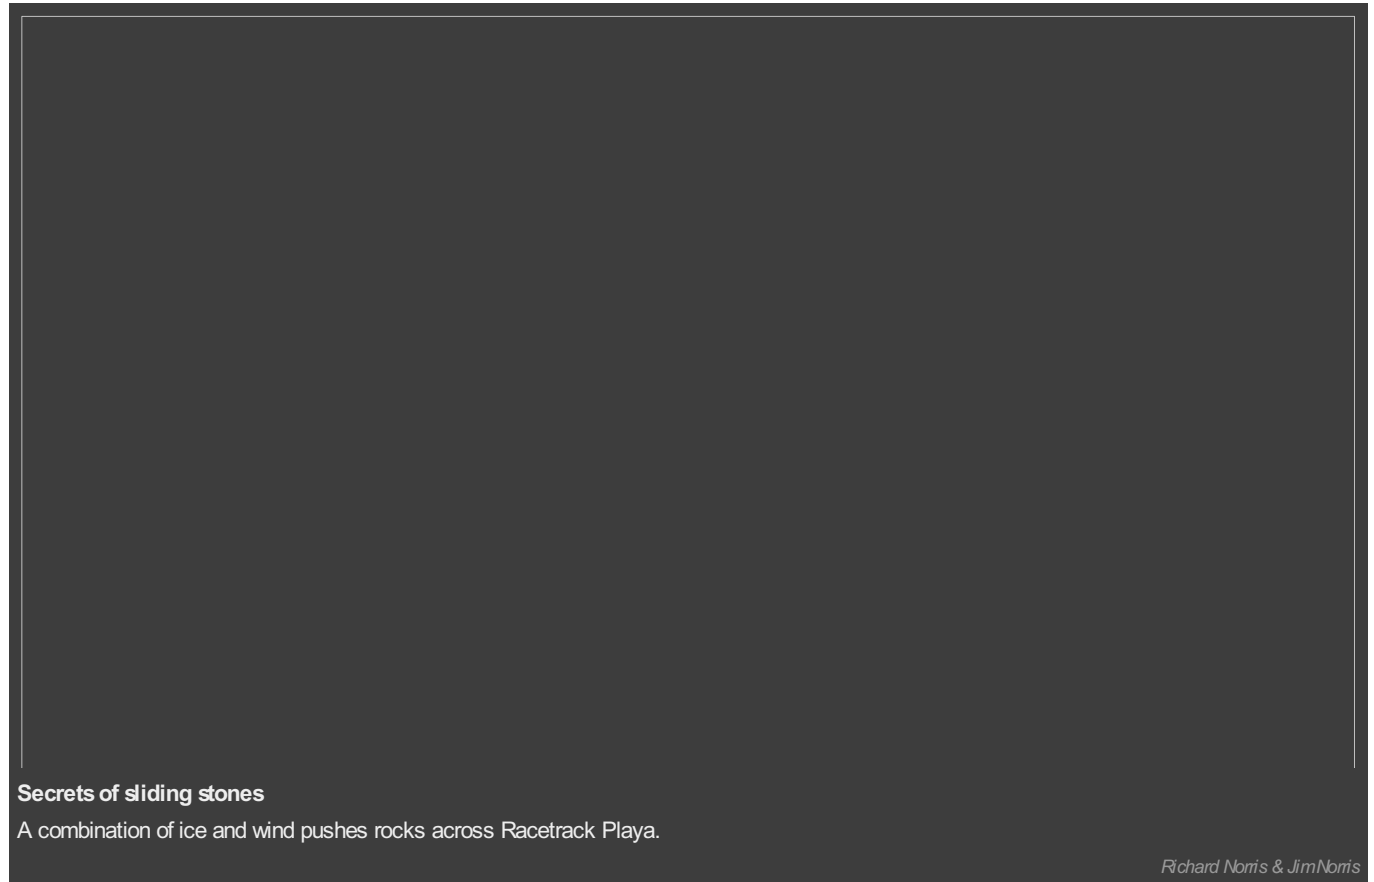 Secrets of sliding stones
A combination of ice and wind pushes rocks across Racetrack Playa.
Richard Norris & Jim Norris